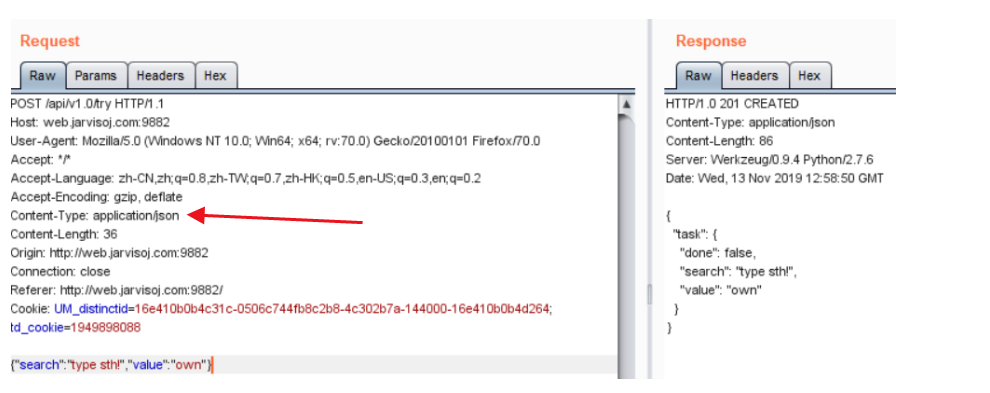 Request
Raw Params Headers Hex
POST /api/v1.0/try HTTP/1.1
Host: web.jarvisoj.com:9882
User-Agent: Mozilla/5.0 (Windows NT 10.0; Win64; x64; rv:70.0) Gecko/20100101 Firefox/70.0
Accept: */*
Accept-Language: zh-CN,zh;q=0.8,zh-TW;q=0.7,zh-HK;q=0.5,en-US;q=0.3,en;q=0.2
Accept-Encoding: gzip, deflate
Content-Type: application/json
Content-Length: 36
Origin: http://web.jarvisoj.com:9882
Connection: close
Referer: http://web.jarvisoj.com:9882/
Cookie: UM_distinctid=16e410b0b4c31c-0506c744fb8c2b8-4c302b7a-144000-16e410b0b4d264;
td_cookie=1949898088
{"search":"type sth!","value":"own"}
Response
Raw Headers Hex
HTTP/1.0 201 CREATED
Content-Type: application/json
Content-Length: 86
Server: Werkzeug/0.9.4 Python/2.7.6
Date: Wed, 13 Nov 2019 12:58:50 GMT
{
"task": {
"done": false,
"search": "type sth!",
"value": "own"
}
}